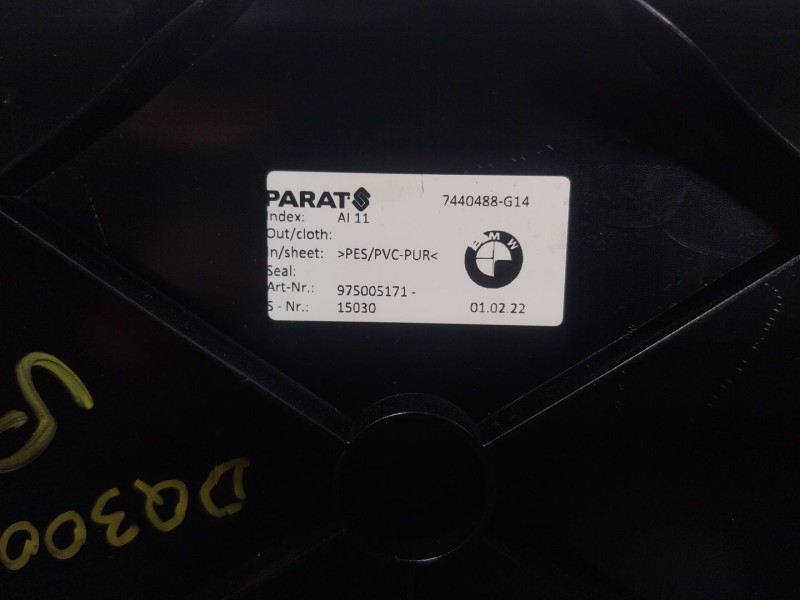 PARAT 7440488-G14
Index: AI 11
Out/cloth:
In/sheet: >PES/PVC-PUR<
BMW
Seal:
Art-Nr.: 975005171 -
S - Nr.: 15030 01.02.22
DQ300